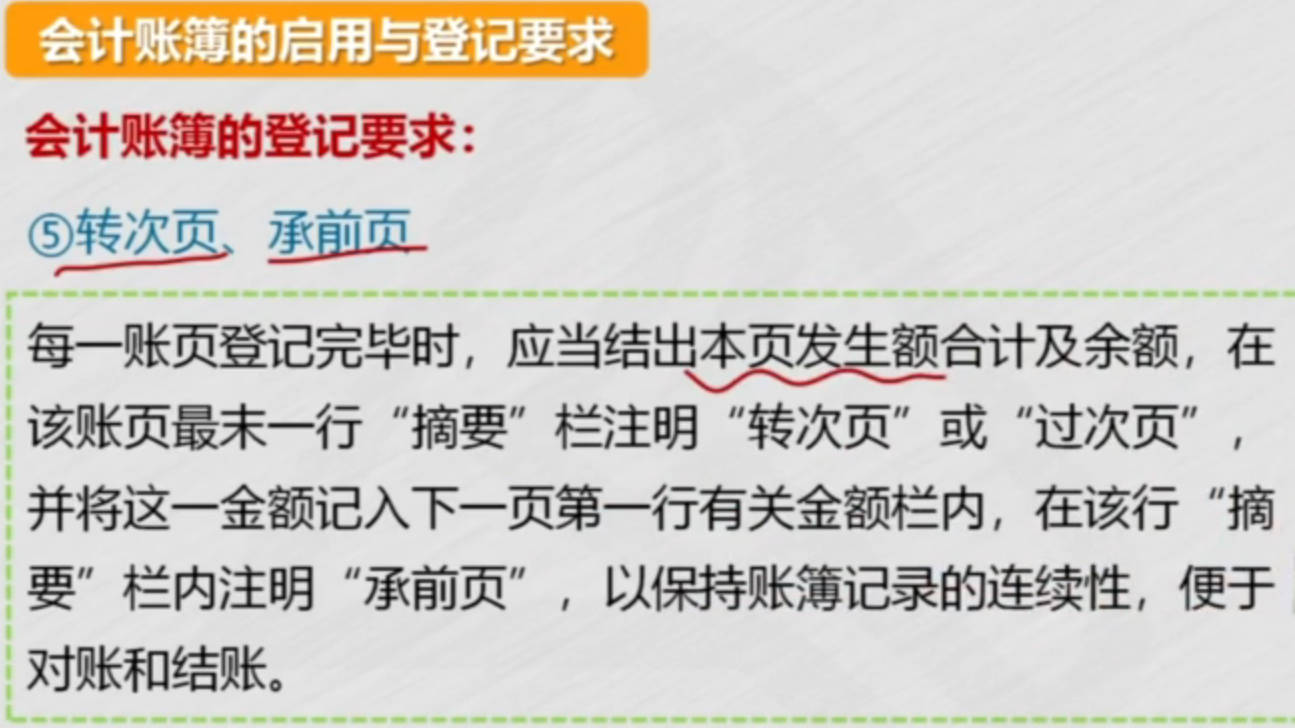 会计账簿的启用与登记要求
会计账簿的登记要求：
⑤转次页、承前页
每一账页登记完毕时，应当结出本页发生额合计及余额，在
该账页最末一行“摘要”栏注明“转次页”或“过次页”，
并将这一金额记入下一页第一行有关金额栏内，在该行“摘
要”栏内注明“承前页”，以保持账簿记录的连续性，便于
对账和结账。